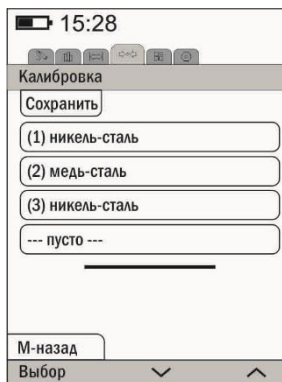 15:28
Калибровка
Сохранить
(1) никель-сталь
(2) медь-сталь
(3) никель-сталь
--- пусто ---
М-назад
Выбор